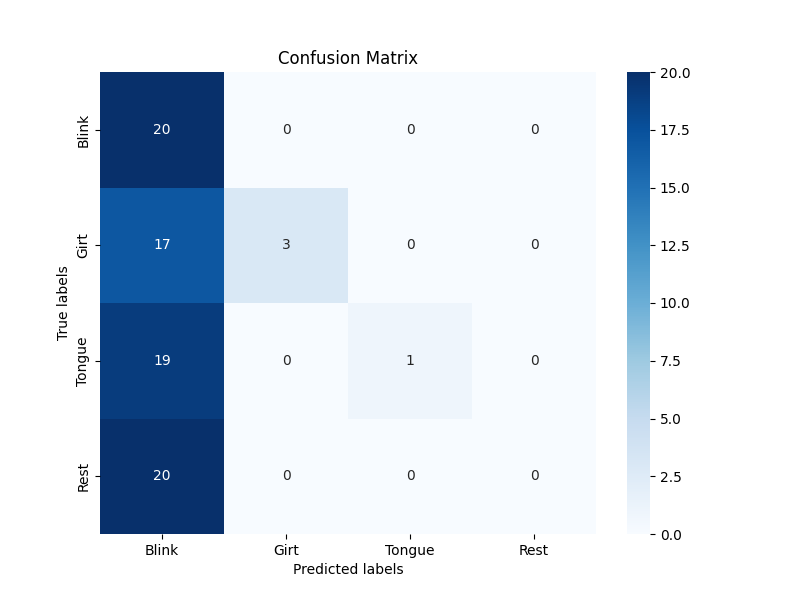 Confusion Matrix
True labels
Blink 20 0 0 0
Girt 17 3 0 0
Tongue 19 0 1 0
Rest 20 0 0 0
Blink Girt Tongue Rest
Predicted labels
20.0
17.5
15.0
12.5
10.0
7.5
5.0
2.5
0.0